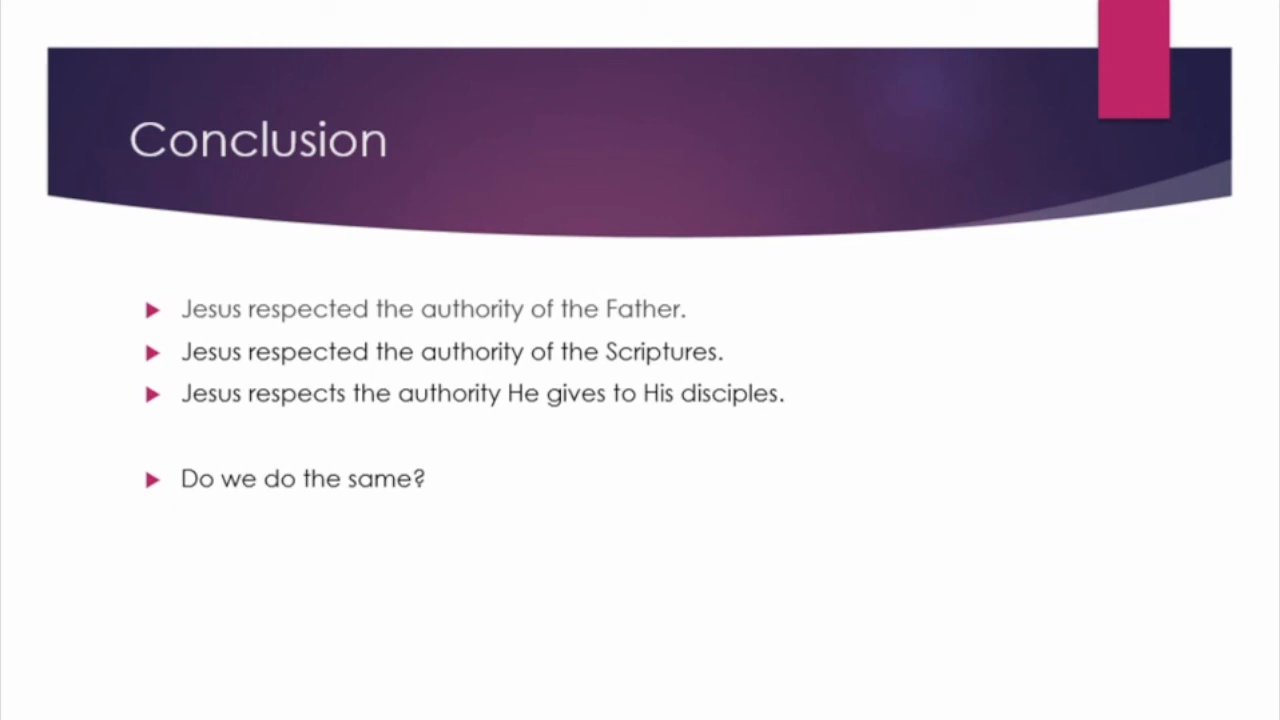 Conclusion
Jesus respected the authority of the Father.
Jesus respected the authority of the Scriptures.
Jesus respects the authority He gives to His disciples.
Do we do the same?